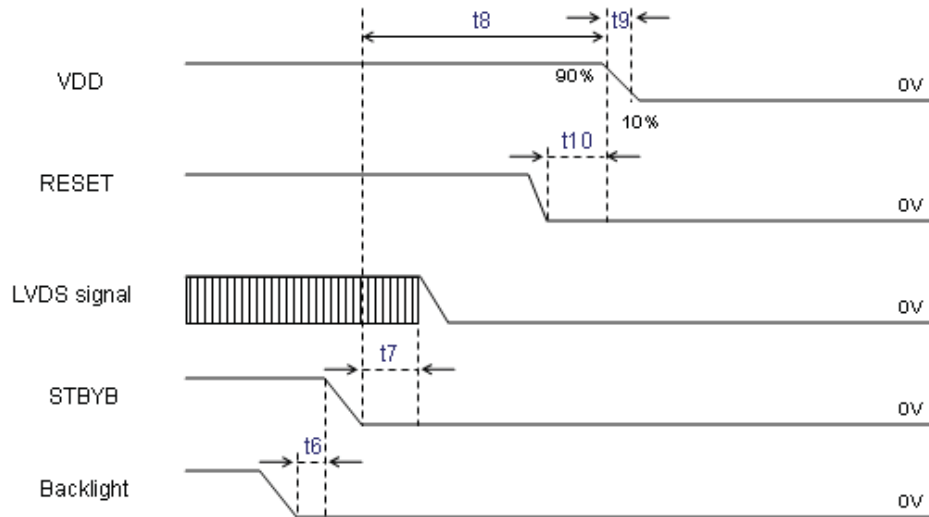 t8
t9
VDD
90%
0V
10%
t10
RESET
0V
LVDS signal
0V
t7
STBYB
0V
t6
Backlight
0V